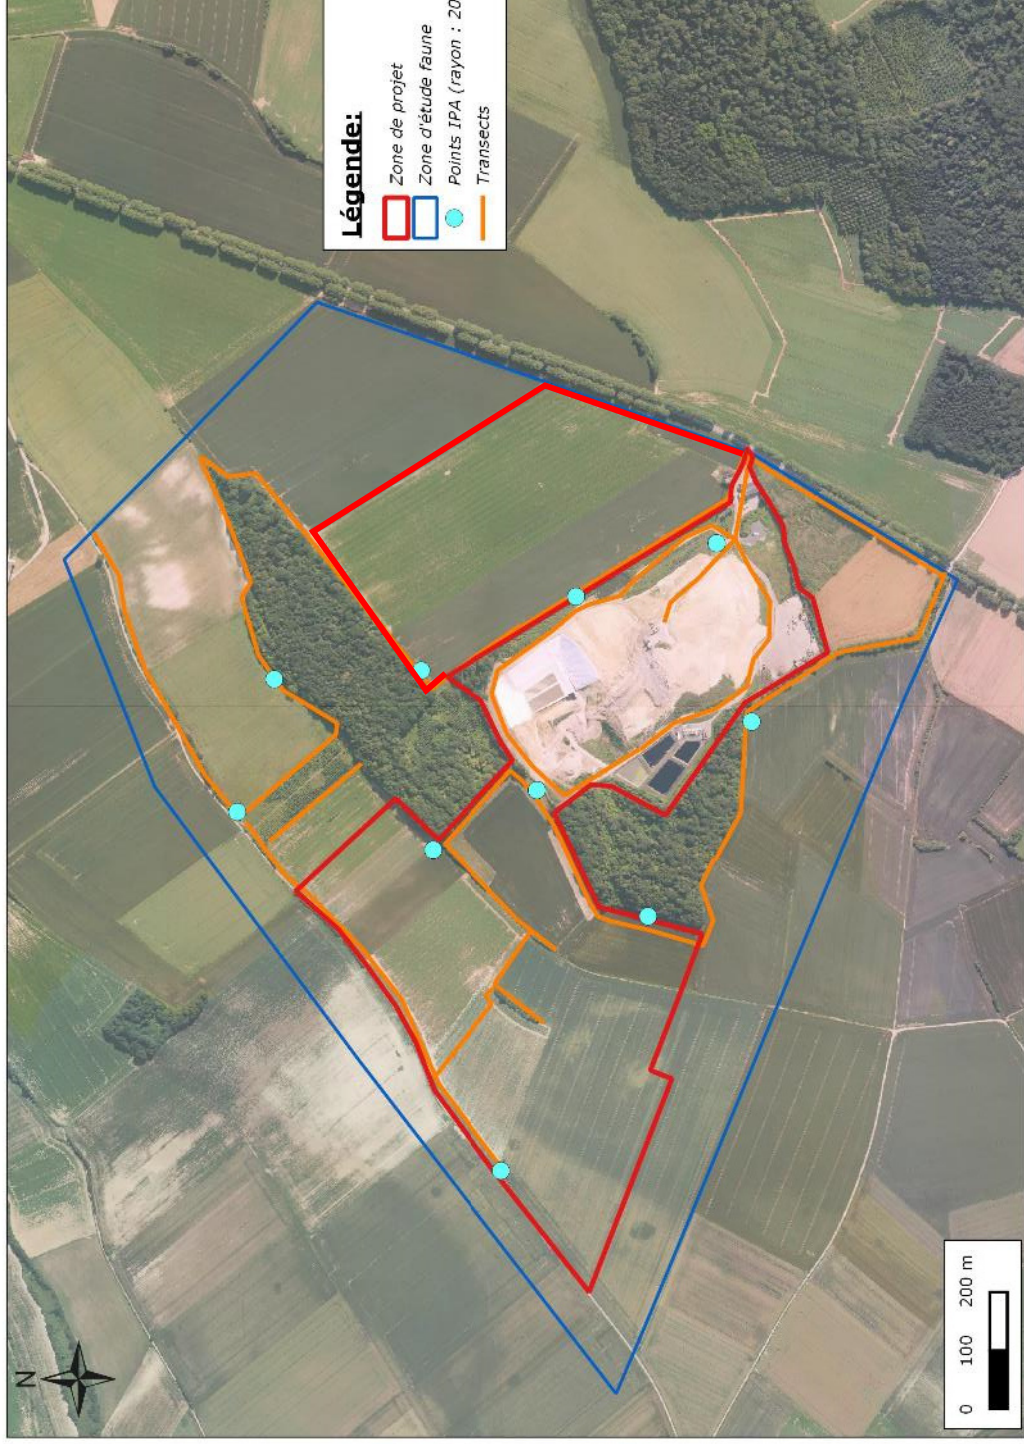 Légende:
Zone de projet
Zone d'étude faune
Points IPA (rayon : 20
Transects
N
0 100 200 m